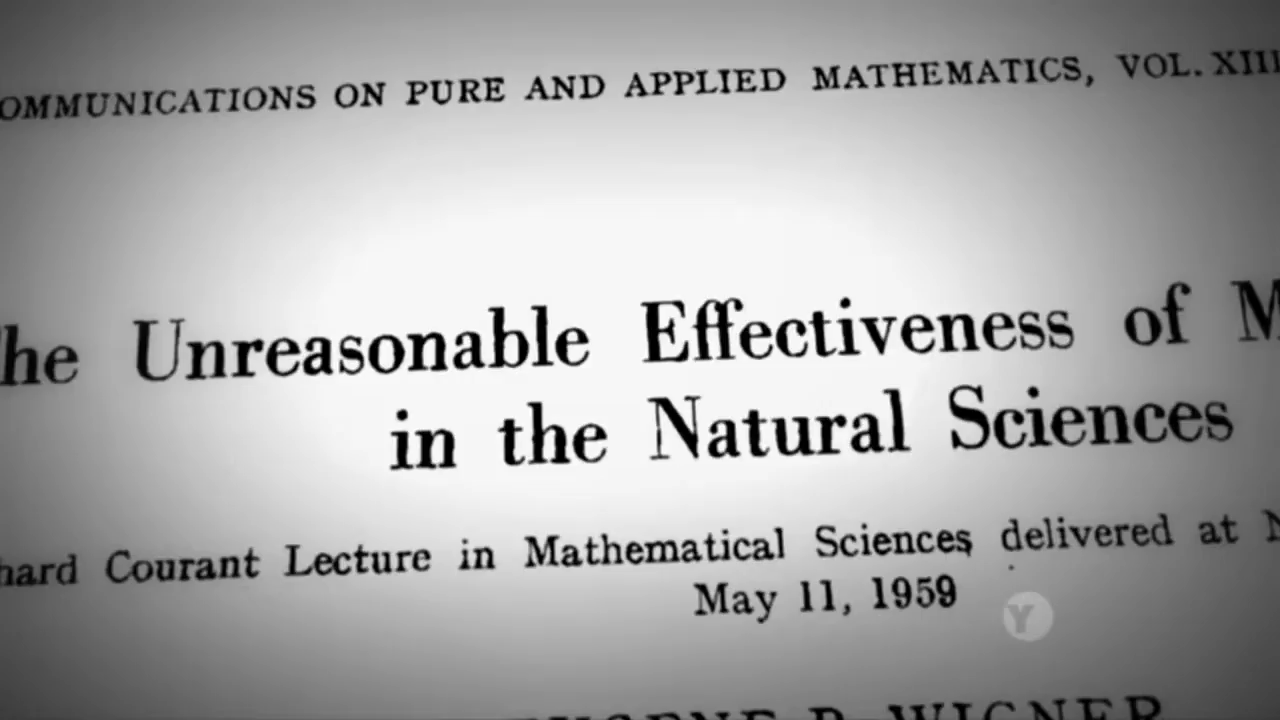 OMMUNICATIONS ON PURE AND APPLIED MATHEMATICS, VOL. XIII
he Unreasonable Effectiveness of M
in the Natural Sciences
hard Courant Lecture in Mathematical Sciences delivered at N
May 11, 1959
Y
P. WIGNER